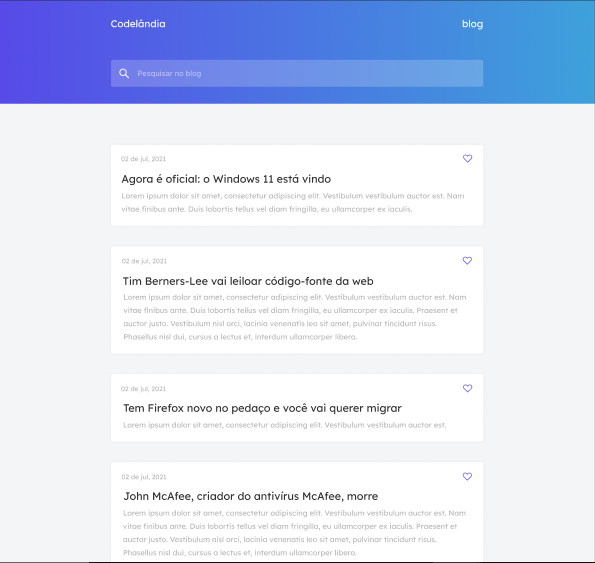 Codelândia
blog
Pesquisar no blog
02 de jul, 2021
Agora é oficial: o Windows 11 está vindo
Lorem ipsum dolor sit amet, consectetur adipiscing elit. Vestibulum vestibulum auctor est. Nam
vitae finibus ante. Duis lobortis tellus vel diam fringilla, eu ullamcorper ex iaculis.
02 de jul, 2021
Tim Berners-Lee vai leiloar código-fonte da web
Lorem ipsum dolor sit amet, consectetur adipiscing elit. Vestibulum vestibulum auctor est. Nam
vitae finibus ante. Duis lobortis tellus vel diam fringilla, eu ullamcorper ex iaculis. Praesent et
auctor justo. Vestibulum nisl orci, lacinia venenatis leo sit amet, pulvinar tincidunt risus.
Phasellus nisl dui, cursus a lectus et, interdum ullamcorper libero.
02 de jul, 2021
Tem Firefox novo no pedaço e você vai querer migrar
Lorem ipsum dolor sit amet, consectetur adipiscing elit. Vestibulum vestibulum auctor est.
02 de jul, 2021
John McAfee, criador do antivírus McAfee, morre
Lorem ipsum dolor sit amet, consectetur adipiscing elit. Vestibulum vestibulum auctor est. Nam
vitae finibus ante. Duis lobortis tellus vel diam fringilla, eu ullamcorper ex iaculis. Praesent et
auctor justo. Vestibulum nisl orci, lacinia venenatis leo sit amet, pulvinar tincidunt risus.
Phasellus nisl dui, cursus a lectus et, interdum ullamcorper libero.